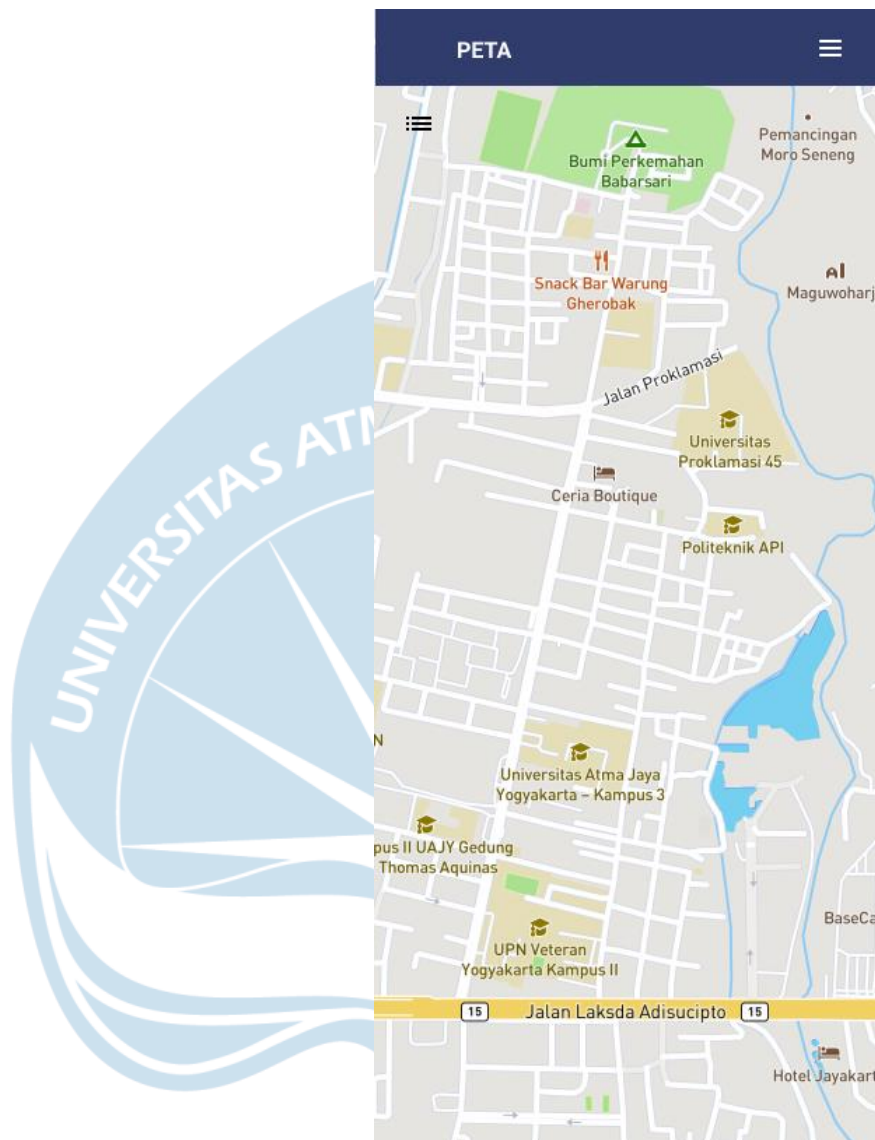 PETA
Pemancingan
Moro Seneng
Bumi Perkemahan
Babarsari
Snack Bar Warung
Gherobak
Maguwoharj
Jalan Proklamasi
Universitas
Proklamasi 45
Ceria Boutique
Politeknik API
UNIVERSITAS ATM
N
Universitas Atma Jaya
Yogyakarta – Kampus 3
pus II UAJY Gedung
Thomas Aquinas
BaseCa
UPN Veteran
Yogyakarta Kampus II
15 Jalan Laksda Adisucipto 15
Hotel Jayakart